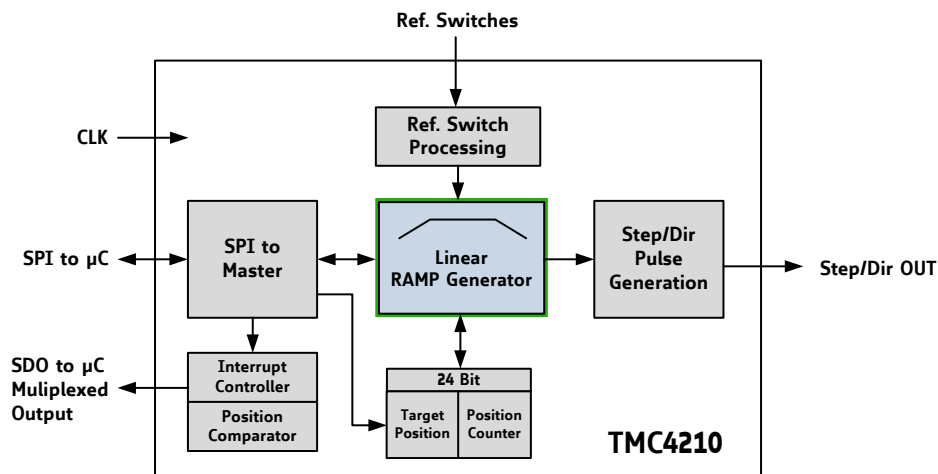 Ref. Switches
CLK
Ref. Switch
Processing
SPI to µC
SPI to
Master
Linear
RAMP Generator
Step/Dir
Pulse
Generation
Step/Dir OUT
SDO to µC
Muliplexed
Output
Interrupt
Controller
Position
Comparator
24 Bit
Target
Position
Position
Counter
TMC4210